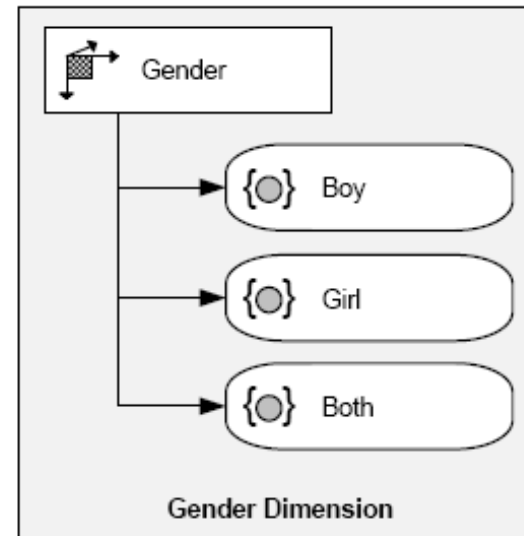 Gender
{} Boy
{} Girl
{} Both
Gender Dimension